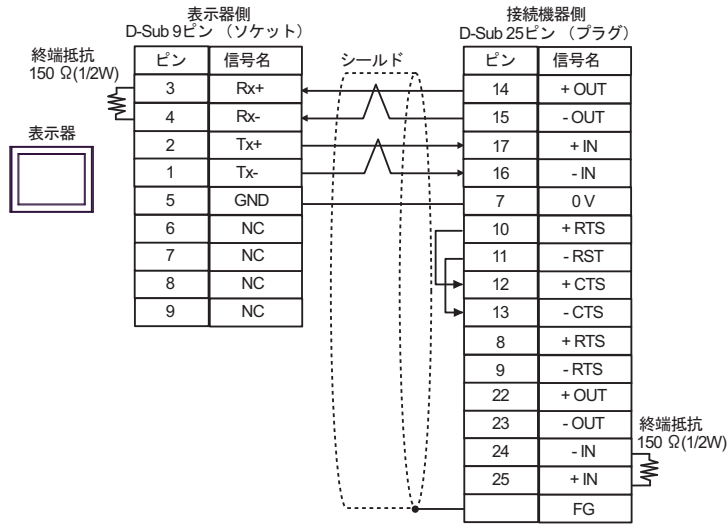 表示器側
D-Sub 9ピン （ソケット）
接続機器側
D-Sub 25ピン （プラグ）
終端抵抗
150 Ω(1/2W)
表示器
シールド
ピン 信号名
3 Rx+
4 Rx-
2 Tx+
1 Tx-
5 GND
6 NC
7 NC
8 NC
9 NC
ピン 信号名
14 + OUT
15 - OUT
17 + IN
16 - IN
7 0 V
10 + RTS
11 - RST
12 + CTS
13 - CTS
8 + RTS
9 - RTS
22 + OUT
23 - OUT
24 - IN
25 + IN
FG
終端抵抗
150 Ω(1/2W)